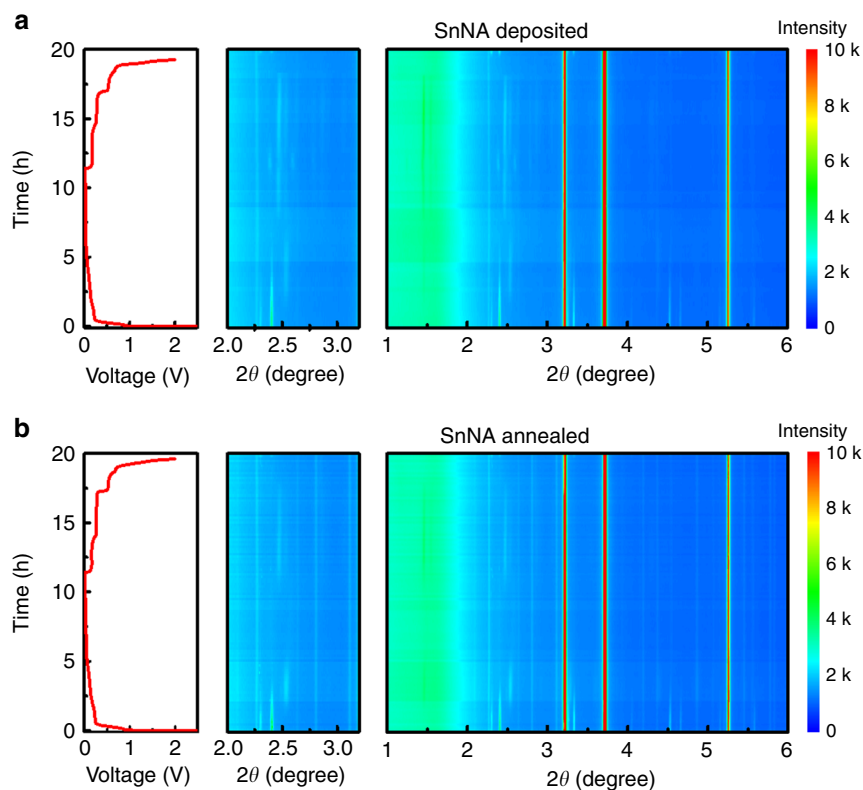 a
SnNA deposited
Intensity
20
15
10
5
0
Time (h)
0 1 2
Voltage (V)
2.0 2.5 3.0
2θ (degree)
1 2 3 4 5 6
2θ (degree)
10 k
8 k
6 k
4 k
2 k
0
b
SnNA annealed
Intensity
20
15
10
5
0
Time (h)
0 1 2
Voltage (V)
2.0 2.5 3.0
2θ (degree)
1 2 3 4 5 6
2θ (degree)
10 k
8 k
6 k
4 k
2 k
0